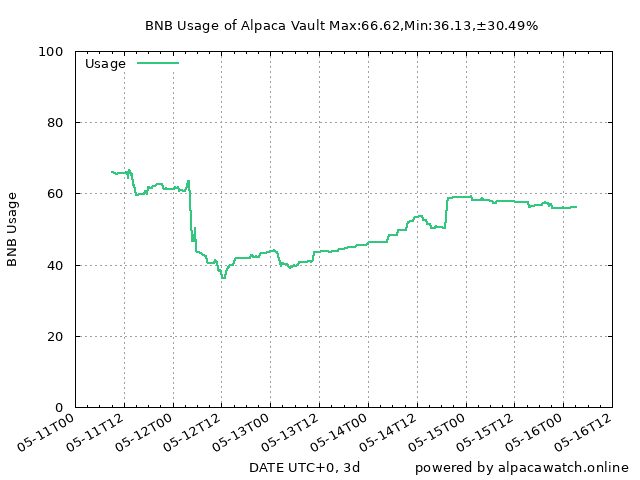 BNB Usage of Alpaca Vault Max:66.62,Min:36.13,±30.49%
Usage
100
80
60
40
20
0
BNB Usage
05-11T00
05-11T12
05-12T00
05-12T12
05-13T00
05-13T12
05-14T00
05-14T12
05-15T00
05-15T12
05-16T00
05-16T12
DATE UTC+0, 3d
powered by alpacawatch.online